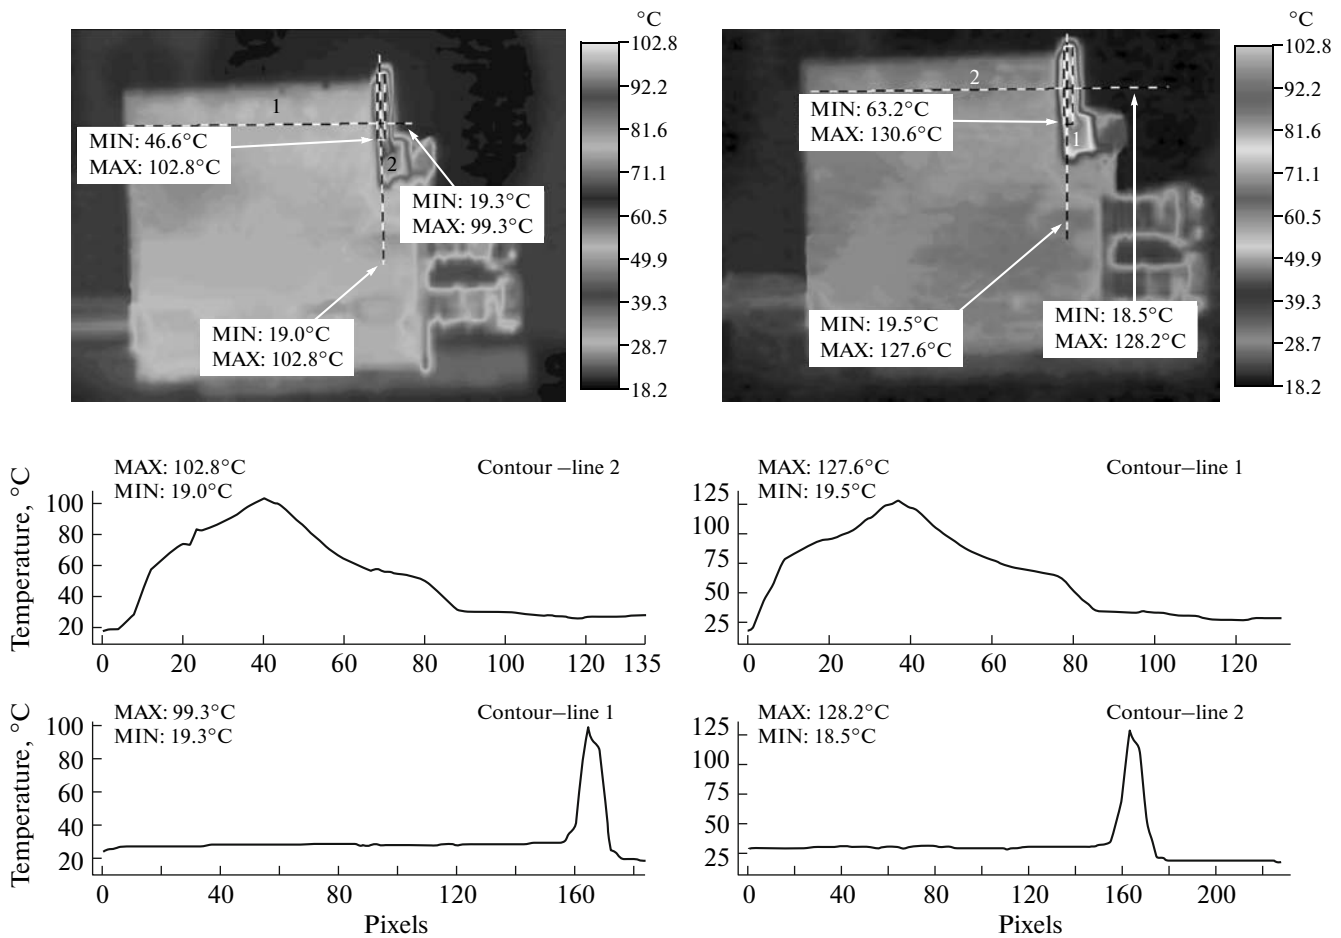 °C
102.8
92.2
81.6
71.1
60.5
49.9
39.3
28.7
18.2
1
2
MIN: 46.6°C
MAX: 102.8°C
MIN: 19.3°C
MAX: 99.3°C
MIN: 19.0°C
MAX: 102.8°C
°C
102.8
92.2
81.6
71.1
60.5
49.9
39.3
28.7
18.2
2
1
MIN: 63.2°C
MAX: 130.6°C
MIN: 19.5°C
MAX: 127.6°C
MIN: 18.5°C
MAX: 128.2°C
MAX: 102.8°C
MIN: 19.0°C
Contour –line 2
Temperature, °C
100
80
60
40
20
0 20 40 60 80 100 120 135
MAX: 127.6°C
MIN: 19.5°C
Contour–line 1
125
100
75
50
25
0 20 40 60 80 100 120
MAX: 99.3°C
MIN: 19.3°C
Contour–line 1
Temperature, °C
100
80
60
40
20
0 40 80 120 160
Pixels
MAX: 128.2°C
MIN: 18.5°C
Contour–line 2
125
100
75
50
25
0 40 80 120 160 200
Pixels